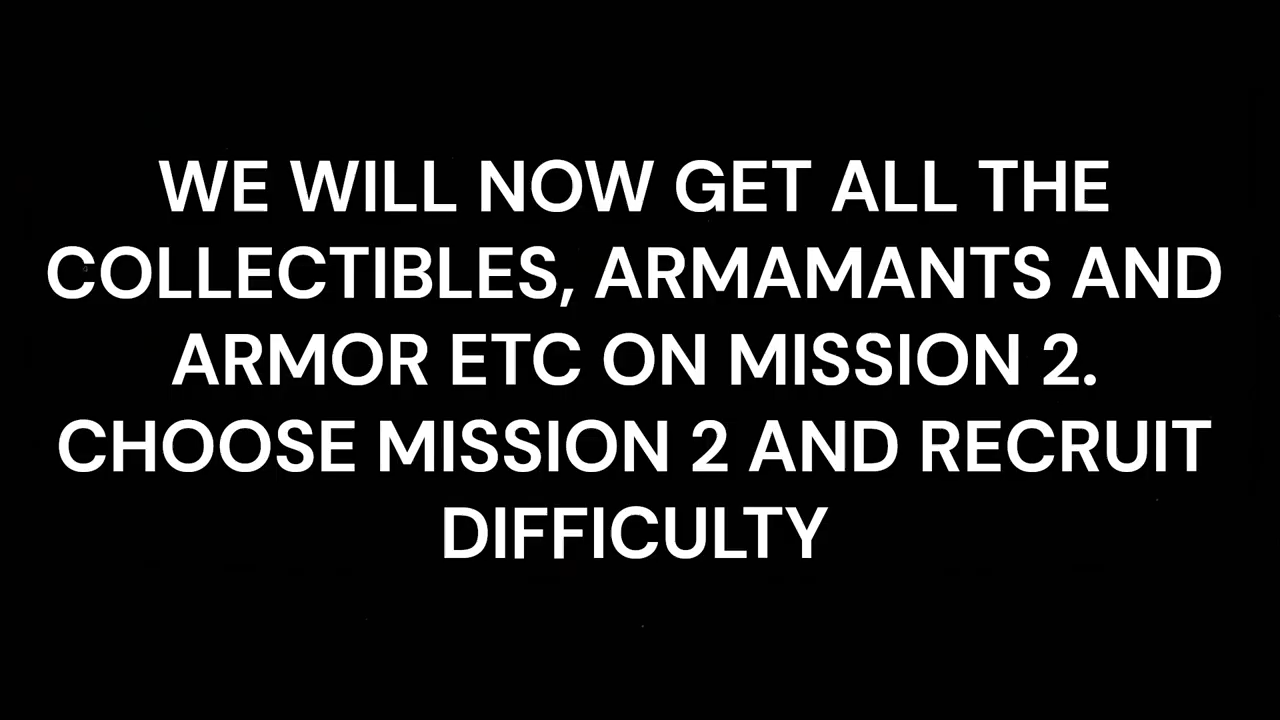 WE WILL NOW GET ALL THE
COLLECTIBLES, ARMAMANTS AND
ARMOR ETC ON MISSION 2.
CHOOSE MISSION 2 AND RECRUIT
DIFFICULTY